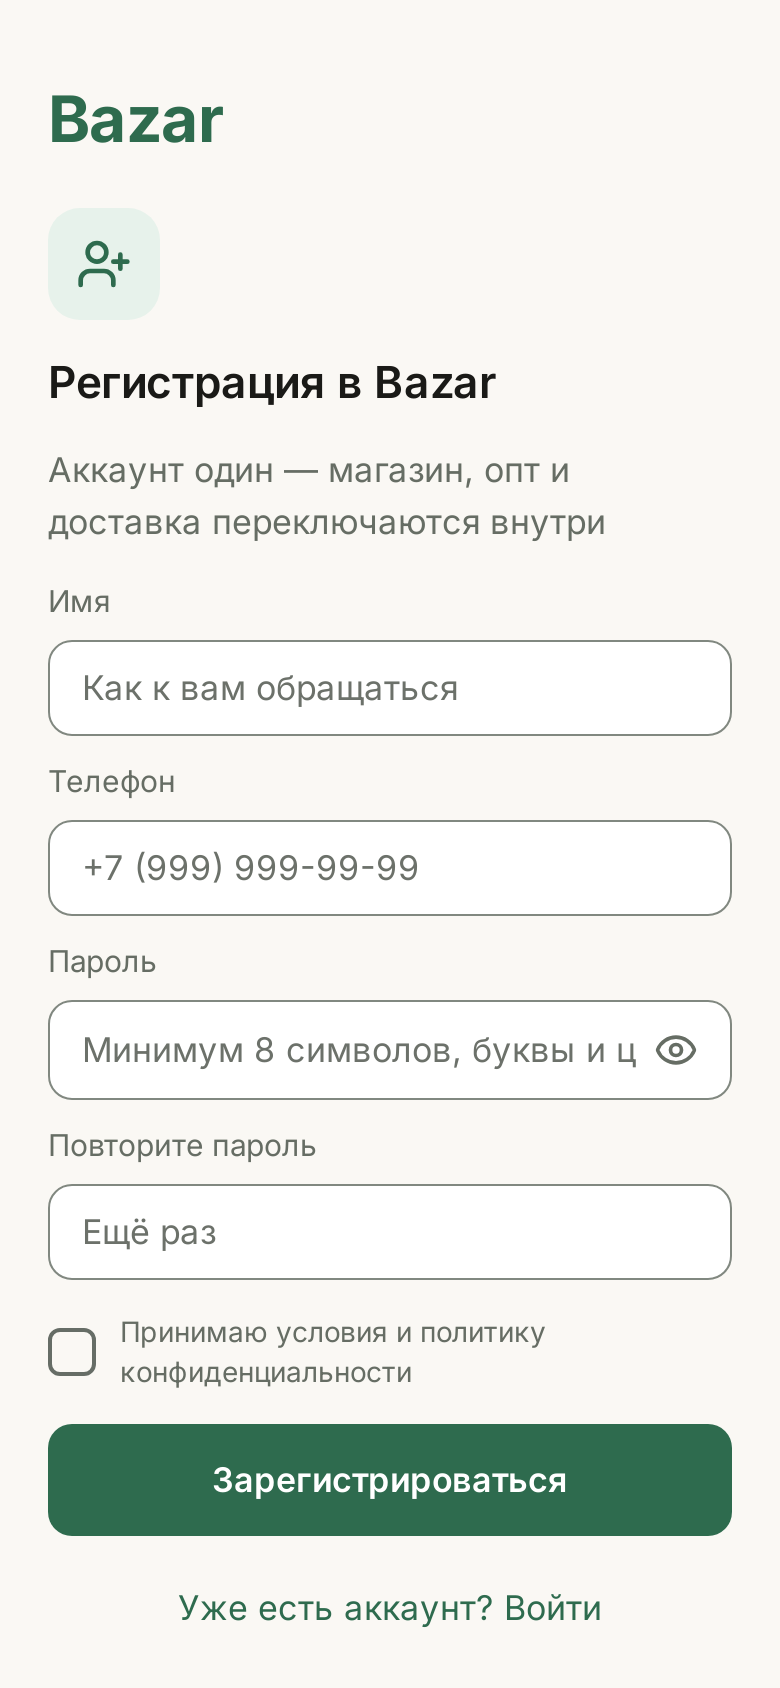 Bazar
Регистрация в Bazar
Аккаунт один — магазин, опт и
доставка переключаются внутри
Имя
Как к вам обращаться
Телефон
+7 (999) 999-99-99
Пароль
Минимум 8 символов, буквы и ц
Повторите пароль
Ещё раз
Принимаю условия и политику
конфиденциальности
Зарегистрироваться
Уже есть аккаунт? Войти